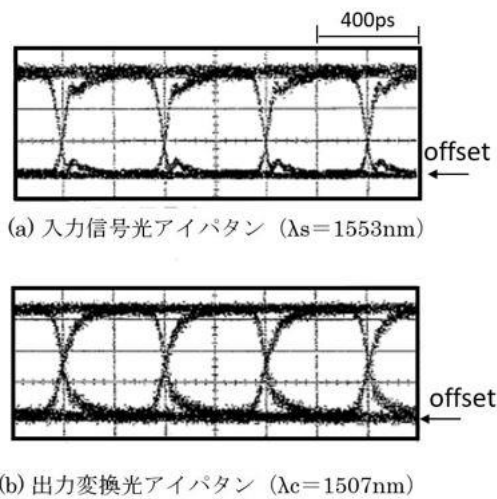 400ps
offset
(a) 入力信号光アイパタン（λs＝1553nm）
offset
(b) 出力変換光アイパタン（λc＝1507nm）